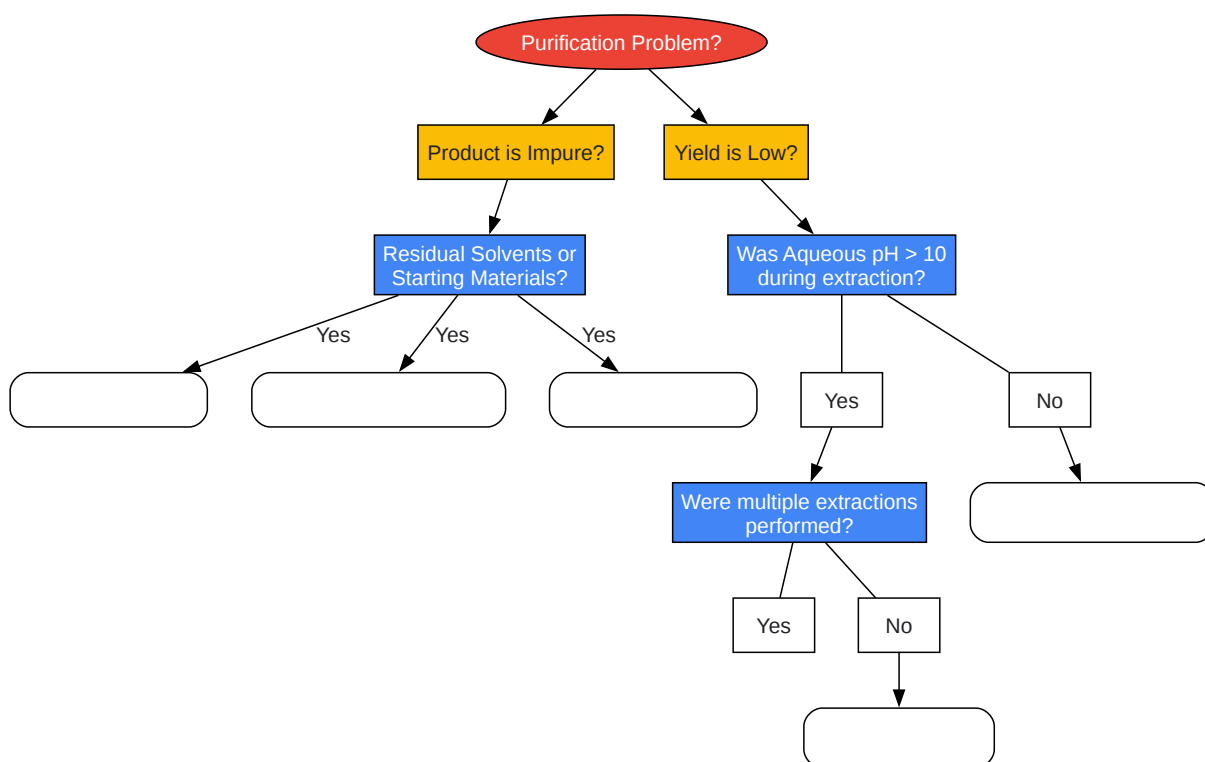 Purification Problem?
Product is Impure?
Yield is Low?
Residual Solvents or
Starting Materials?
Was Aqueous pH > 10
during extraction?
Yes
Yes
Yes
Yes
No
Were multiple extractions
performed?
Yes
No